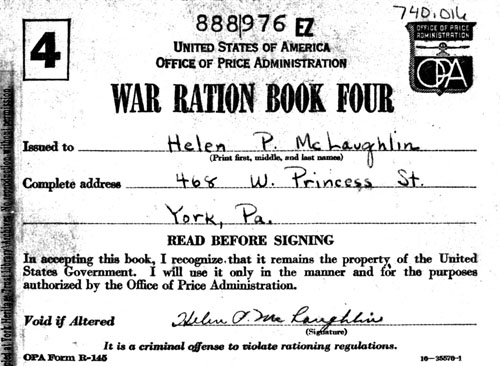 740.016
888976 EZ
4
UNITED STATES OF AMERICA
OFFICE OF PRICE ADMINISTRATION
OFFICE OF PRICE
ADMINISTRATION
OPA
WAR RATION BOOK FOUR
Issued to Helen P. McLaughlin
(Print first, middle, and last names)
Complete address 468 W. Princess St.
York, Pa.
READ BEFORE SIGNING
In accepting this book, I recognize that it remains the property of the United
States Government. I will use it only in the manner and for the purposes
authorized by the Office of Price Administration.
Void if Altered Helen P. McLaughlin
(Signature)
It is a criminal offense to violate rationing regulations.
OPA Form R-145 16-35570-1
at York Heritage Trust Library/Archives. No reproduction without permission